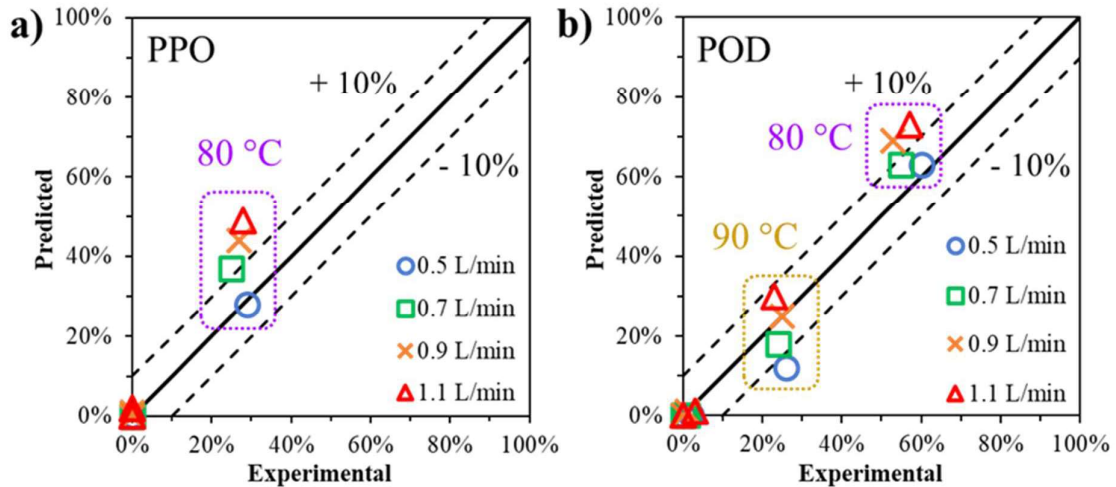 a)
PPO
100%
80%
60%
40%
20%
0%
Predicted
+ 10%
- 10%
80 °C
0.5 L/min
0.7 L/min
0.9 L/min
1.1 L/min
0% 20% 40% 60% 80% 100%
Experimental
b)
POD
100%
80%
60%
40%
20%
0%
Predicted
+ 10%
- 10%
80 °C
90 °C
0.5 L/min
0.7 L/min
0.9 L/min
1.1 L/min
0% 20% 40% 60% 80% 100%
Experimental